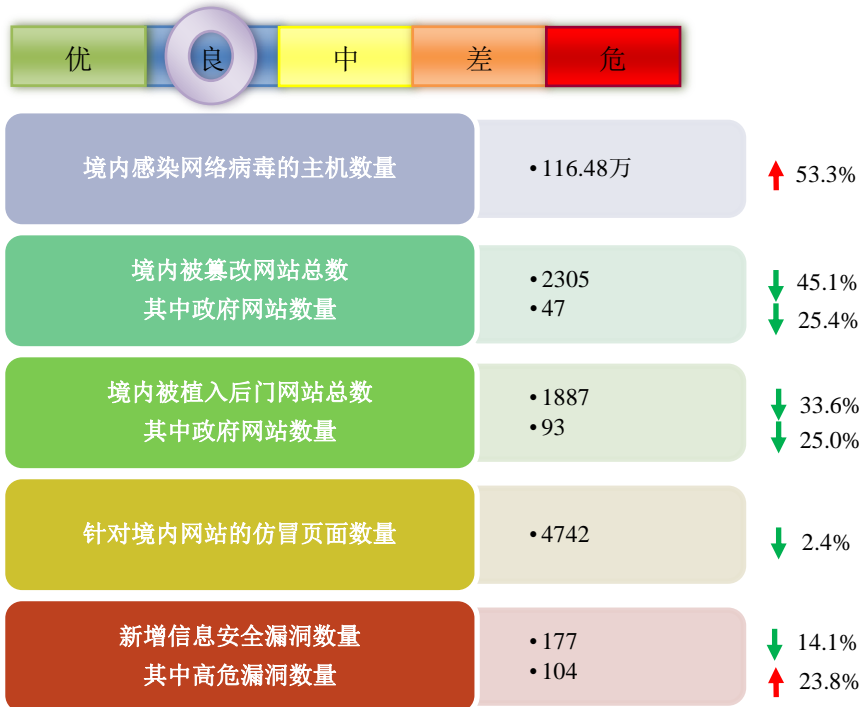 优 良 中 差 危
境内感染网络病毒的主机数量 •116.48万 53.3%
境内被篡改网站总数 •2305 45.1%
其中政府网站数量 •47 25.4%
境内被植入后门网站总数 •1887 33.6%
其中政府网站数量 •93 25.0%
针对境内网站的仿冒页面数量 •4742 2.4%
新增信息安全漏洞数量 •177 14.1%
其中高危漏洞数量 •104 23.8%